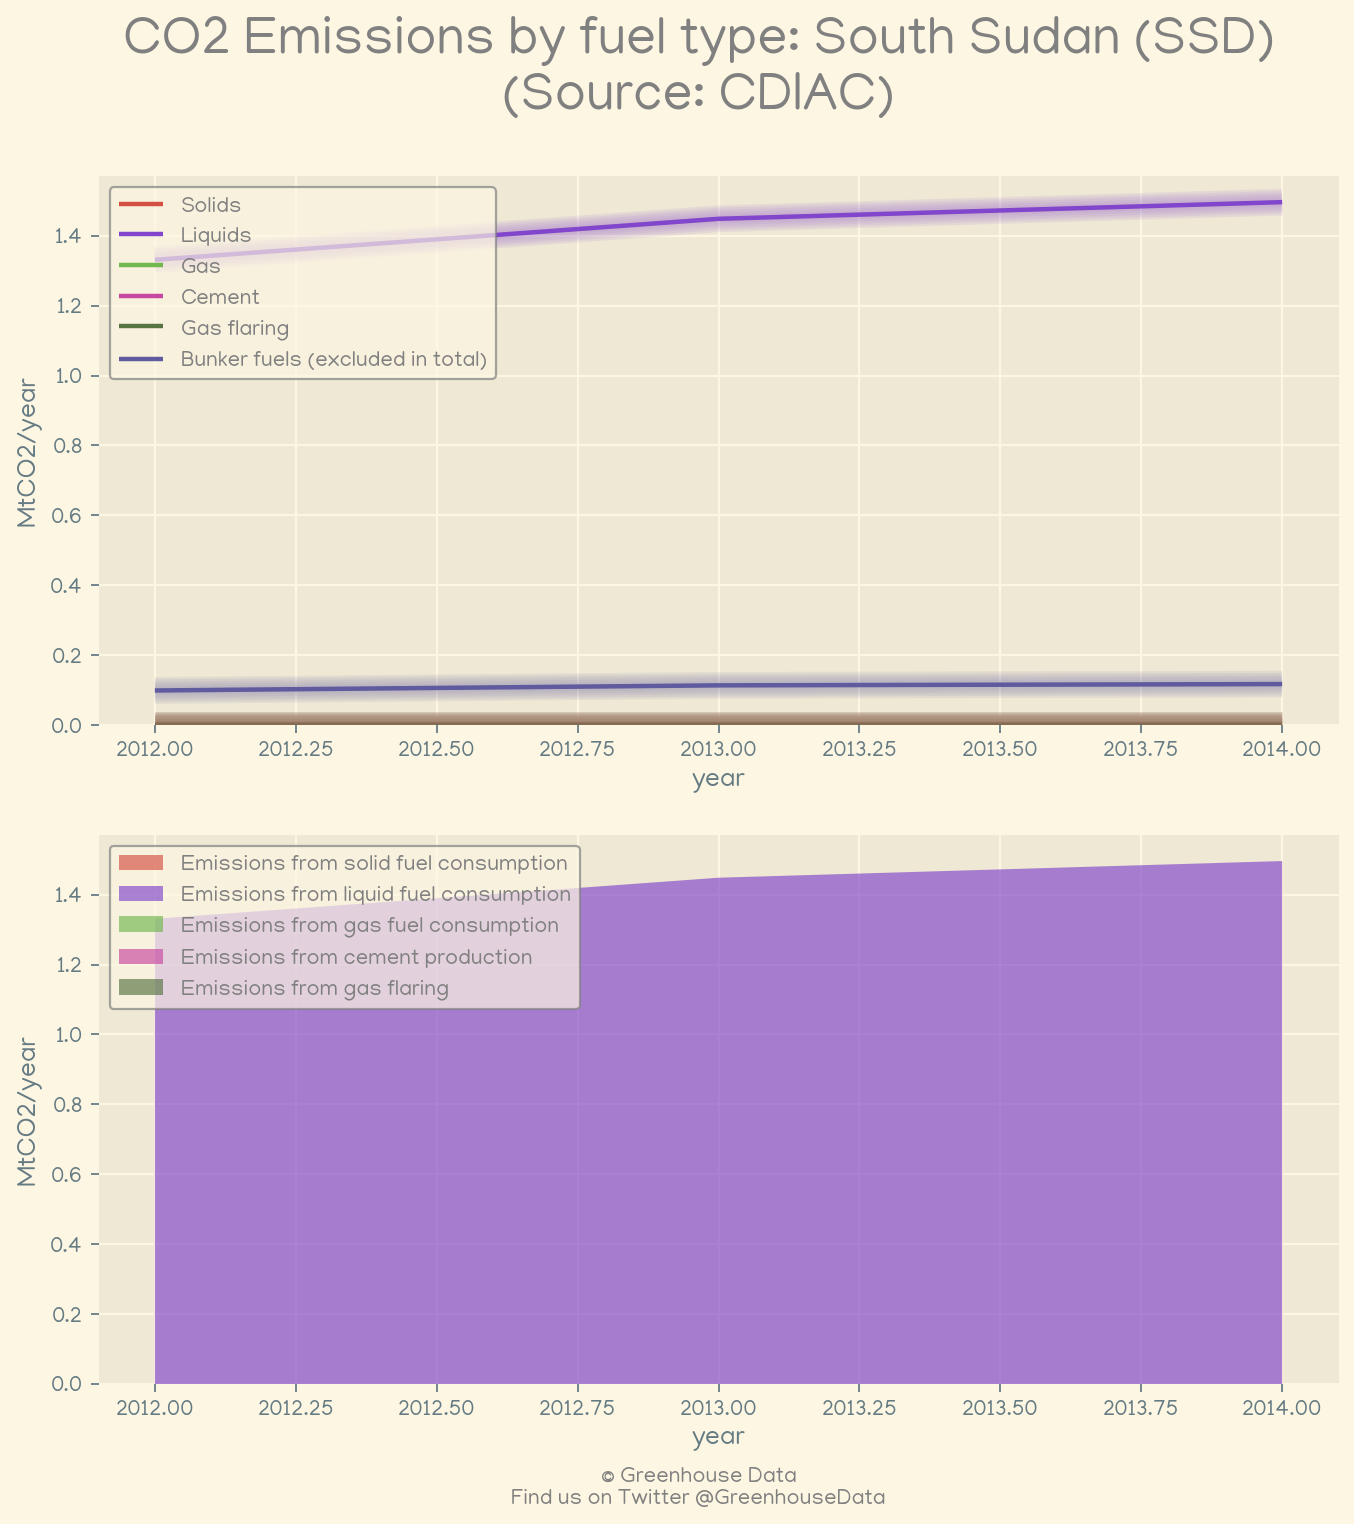 CO2 Emissions by fuel type: South Sudan (SSD)
(Source: CDIAC)
Solids
Liquids
Gas
Cement
Gas flaring
Bunker fuels (excluded in total)
MtCO2/year
1.4
1.2
1.0
0.8
0.6
0.4
0.2
0.0
2012.00 2012.25 2012.50 2012.75 2013.00 2013.25 2013.50 2013.75 2014.00
year
Emissions from solid fuel consumption
Emissions from liquid fuel consumption
Emissions from gas fuel consumption
Emissions from cement production
Emissions from gas flaring
MtCO2/year
1.4
1.2
1.0
0.8
0.6
0.4
0.2
0.0
2012.00 2012.25 2012.50 2012.75 2013.00 2013.25 2013.50 2013.75 2014.00
year
© Greenhouse Data
Find us on Twitter @GreenhouseData